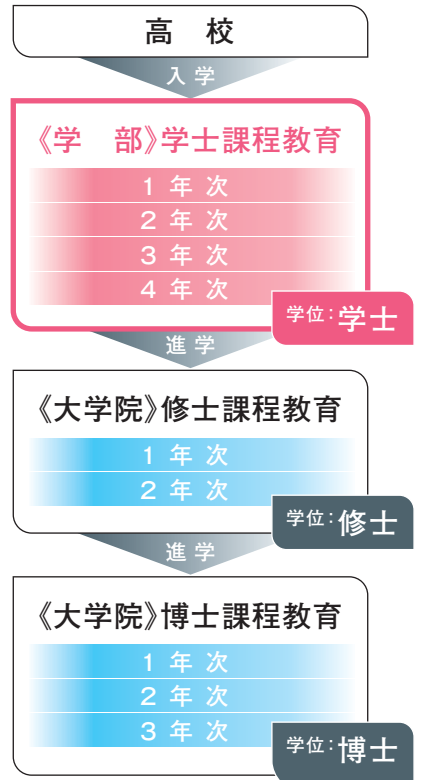 高 校
入学
《学 部》学士課程教育
1 年 次
2 年 次
3 年 次
4 年 次
学位:学士
進学
《大学院》修士課程教育
1 年 次
2 年 次
学位:修士
進学
《大学院》博士課程教育
1 年 次
2 年 次
3 年 次
学位:博士